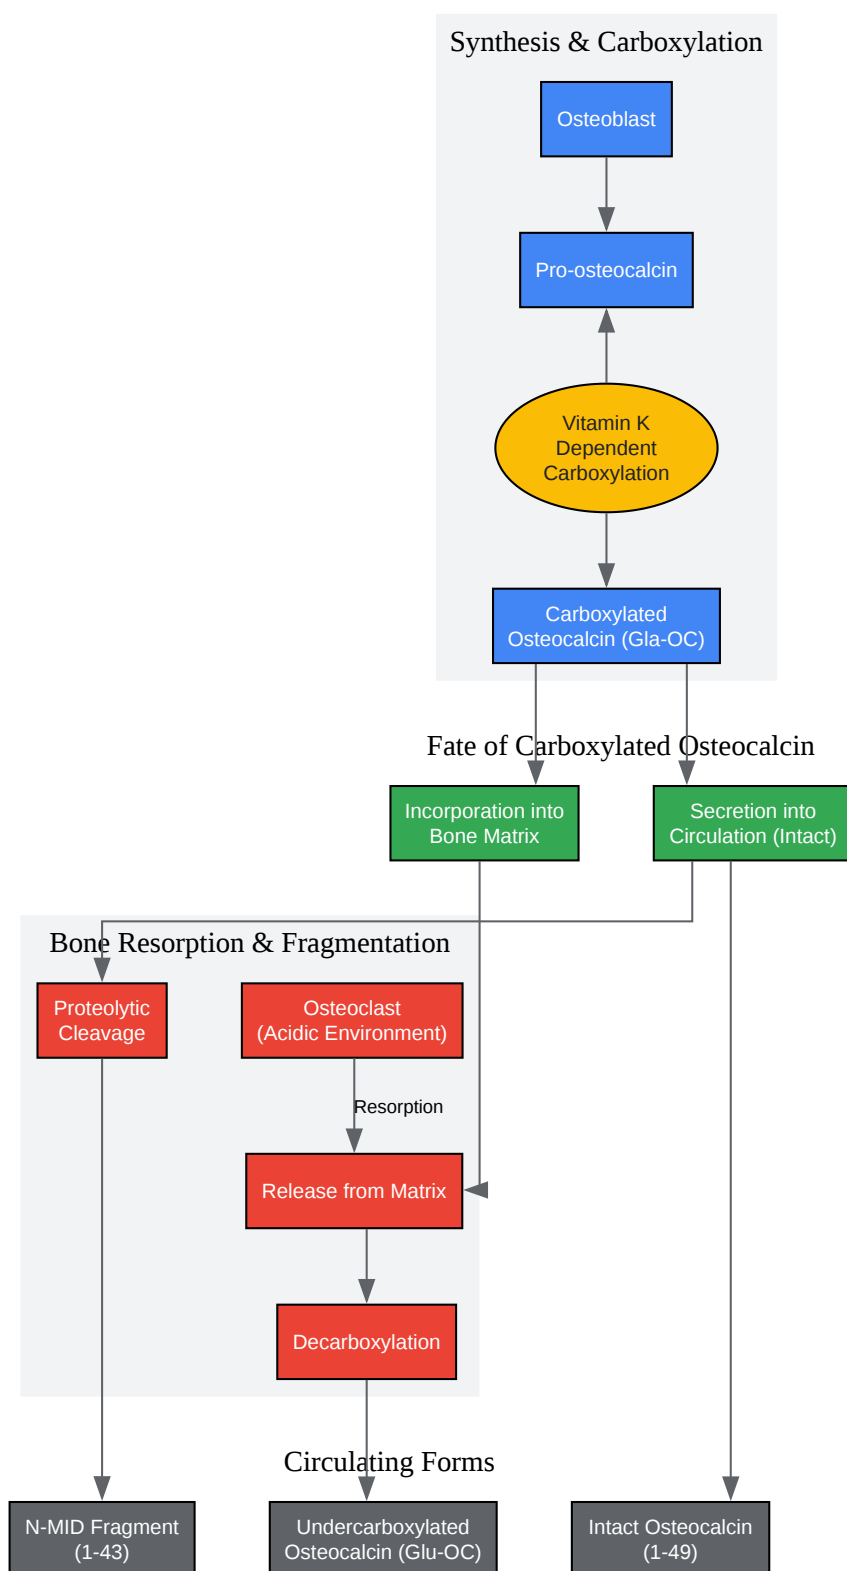 Synthesis & Carboxylation
Osteoblast
Pro-osteocalcin
Vitamin K
Dependent
Carboxylation
Carboxylated
Osteocalcin (Gla-OC)
Fate of Carboxylated Osteocalcin
Incorporation into
Bone Matrix
Secretion into
Circulation (Intact)
Bone Resorption & Fragmentation
Proteolytic
Cleavage
Osteoclast
(Acidic Environment)
Resorption
Release from Matrix
Decarboxylation
Circulating Forms
N-MID Fragment
(1-43)
Undercarboxylated
Osteocalcin (Glu-OC)
Intact Osteocalcin
(1-49)